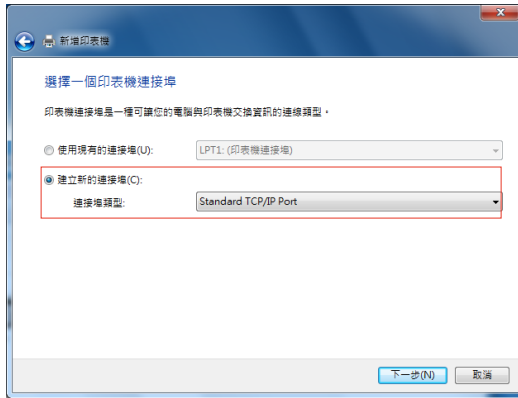 新增印表機
選擇一個印表機連接埠
印表機連接埠是一種可讓您的電腦與印表機交換資訊的連線類型。
使用現有的連接埠(U): LPT1: (印表機連接埠)
建立新的連接埠(C):
連接埠類型: Standard TCP/IP Port
下一步(N) 取消